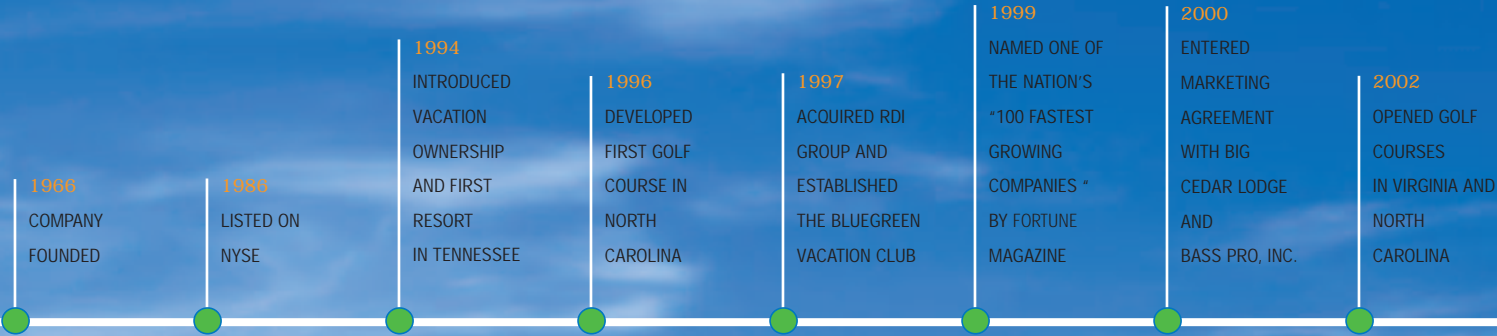 1966
COMPANY
FOUNDED
1986
LISTED ON
NYSE
1994
INTRODUCED
VACATION
OWNERSHIP
AND FIRST
RESORT
IN TENNESSEE
1996
DEVELOPED
FIRST GOLF
COURSE IN
NORTH
CAROLINA
1997
ACQUIRED RDI
GROUP AND
ESTABLISHED
THE BLUEGREEN
VACATION CLUB
1999
NAMED ONE OF
THE NATION'S
"100 FASTEST
GROWING
COMPANIES "
BY FORTUNE
MAGAZINE
2000
ENTERED
MARKETING
AGREEMENT
WITH BIG
CEDAR LODGE
AND
BASS PRO, INC.
2002
OPENED GOLF
COURSES
IN VIRGINIA AND
NORTH
CAROLINA